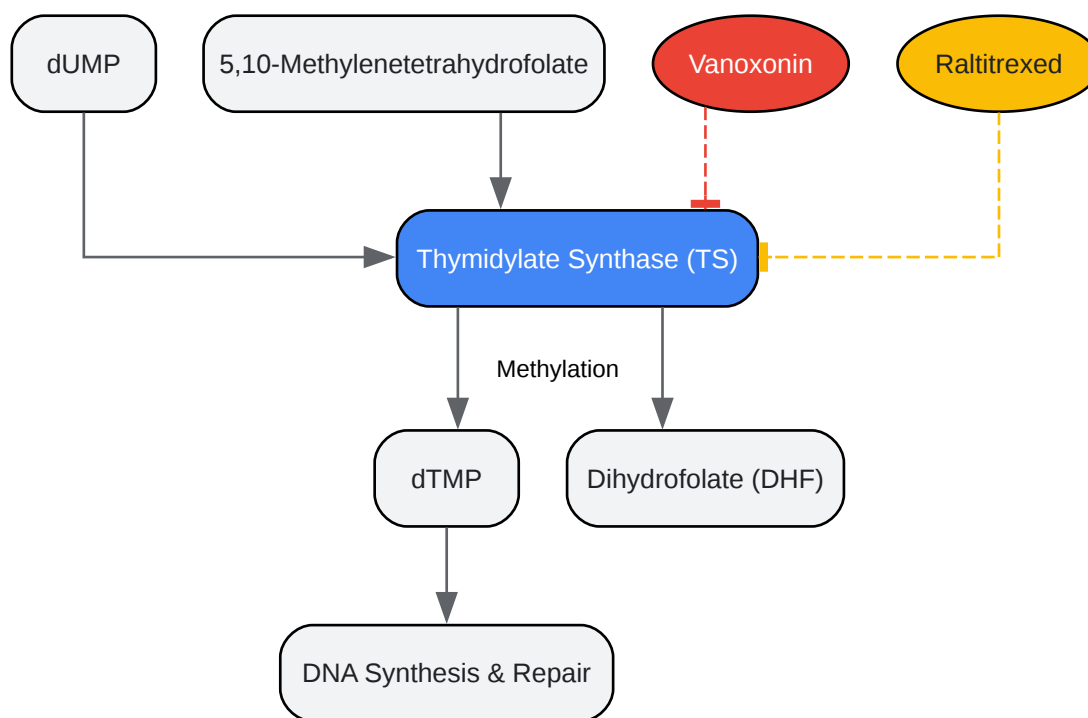 dUMP
5,10-Methylenetetrahydrofolate
Vanoxonin
Raltitrexed
Thymidylate Synthase (TS)
Methylation
dTMP
Dihydrofolate (DHF)
DNA Synthesis & Repair